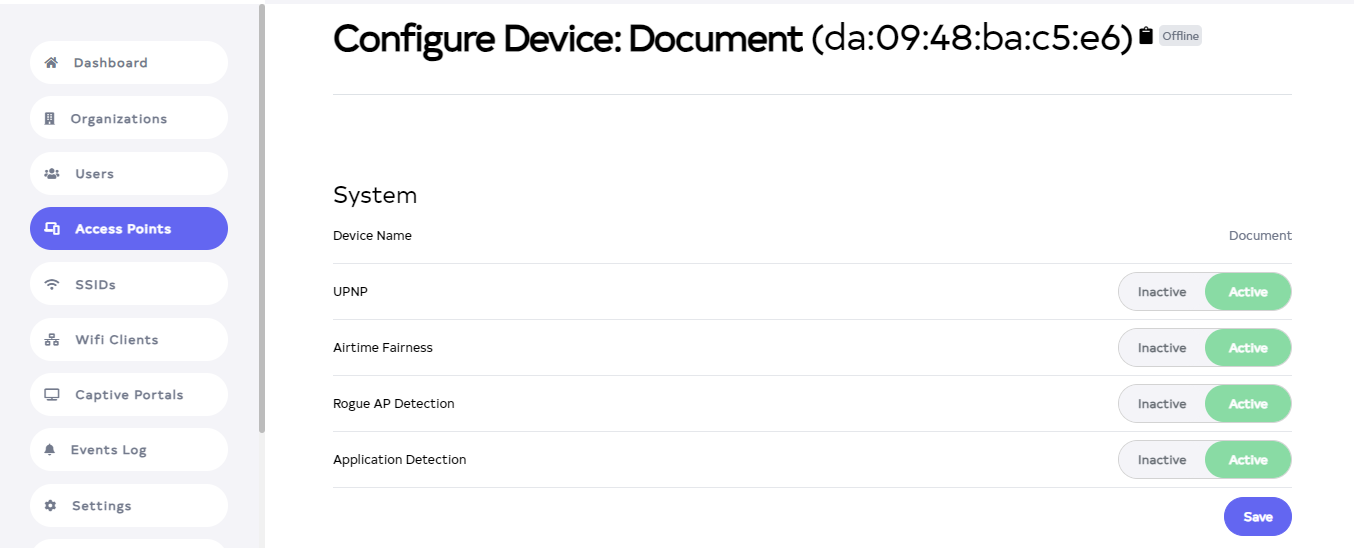 Dashboard
Organizations
Users
Access Points
SSIDs
Wifi Clients
Captive Portals
Events Log
Settings
Configure Device: Document (da:09:48:ba:c5:e6) Offline
System
Device Name Document
UPNP Inactive Active
Airtime Fairness Inactive Active
Rogue AP Detection Inactive Active
Application Detection Inactive Active
Save